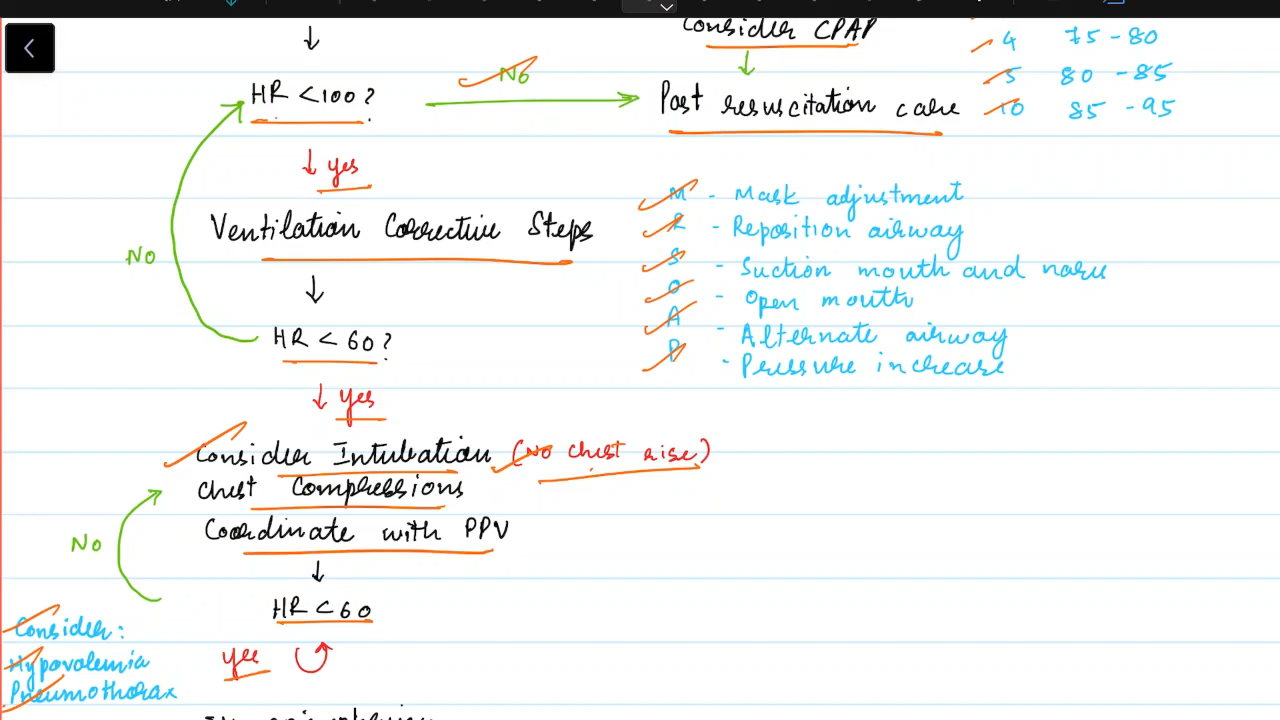 Consider CPAP
4 75-80
5 80-85
HR <100?
No
Post resuscitation care
10 85-95
yes
M - Mask adjustment
Ventilation Corrective Steps
R - Reposition airway
No
S - Suction mouth and nares
O - Open mouth
A - Alternate airway
HR < 60?
P - Pressure increase
yes
Consider Intubation (No chest rise)
Chest Compressions
Coordinate with PPV
No
HR < 60
Consider:
Hypovolemia
yes
Pneumothorax